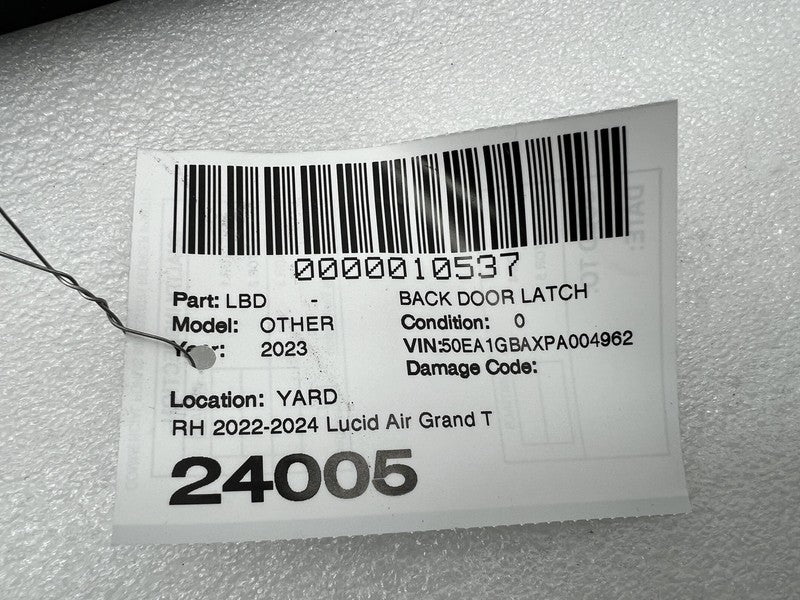 0000010537
Part: LBD - BACK DOOR LATCH
Model: OTHER Condition: 0
Year: 2023 VIN:50EA1GBAXPA004962
Damage Code:
Location: YARD
RH 2022-2024 Lucid Air Grand T
24005
DATE: